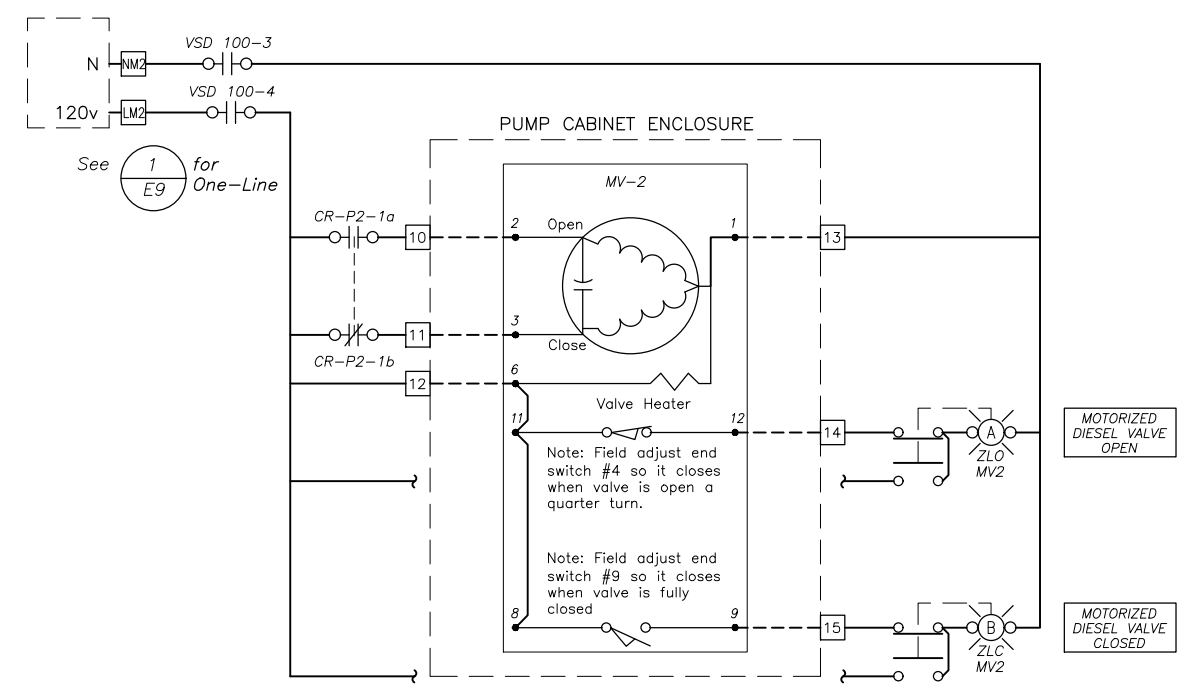 VSD 100-3
N NM2
VSD 100-4
120v LM2
See 1 for
E9 One-Line
PUMP CABINET ENCLOSURE
MV-2
CR-P2-1a
10 2 Open 1 13
11 3
Close
CR-P2-1b
12 6
Valve Heater
11 12 14
Note: Field adjust end
switch #4 so it closes
when valve is open a
quarter turn.
A
ZLO
MV2
MOTORIZED
DIESEL VALVE
OPEN
Note: Field adjust end
switch #9 so it closes
when valve is fully
closed
8 9 15
B
ZLC
MV2
MOTORIZED
DIESEL VALVE
CLOSED